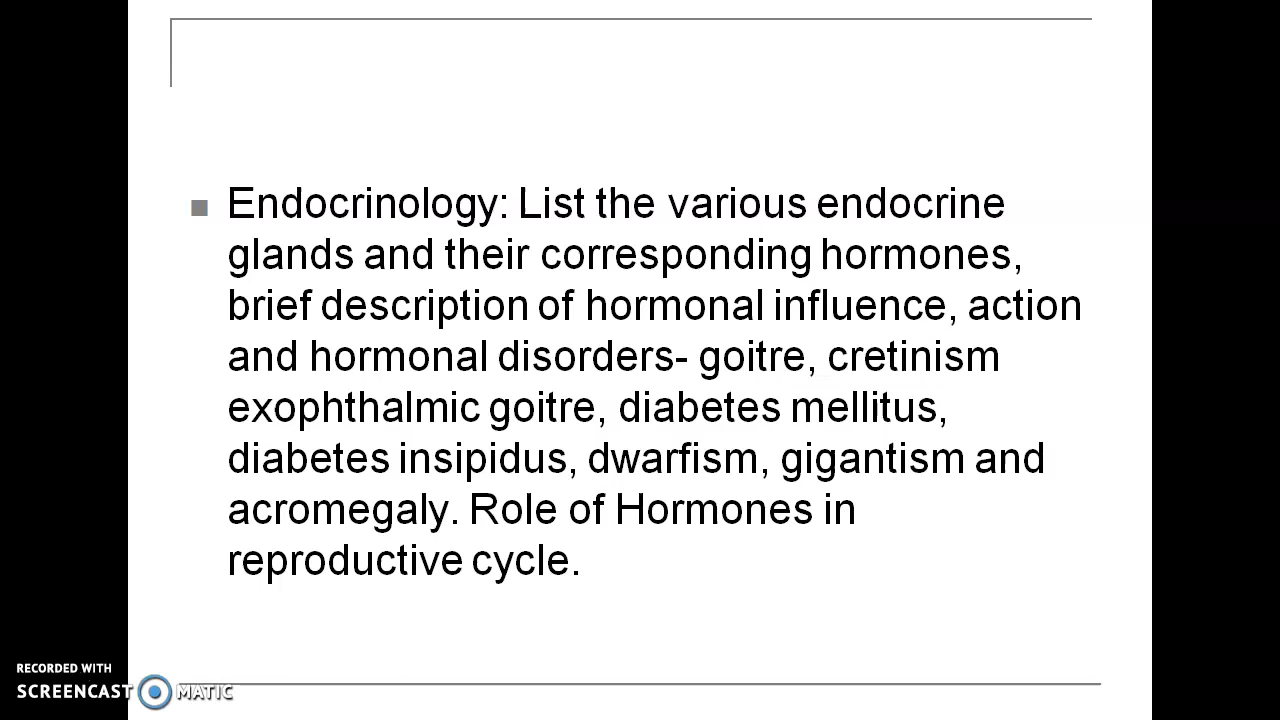 Endocrinology: List the various endocrine
glands and their corresponding hormones,
brief description of hormonal influence, action
and hormonal disorders- goitre, cretinism
exophthalmic goitre, diabetes mellitus,
diabetes insipidus, dwarfism, gigantism and
acromegaly. Role of Hormones in
reproductive cycle.
RECORDED WITH
SCREENCAST MATIC